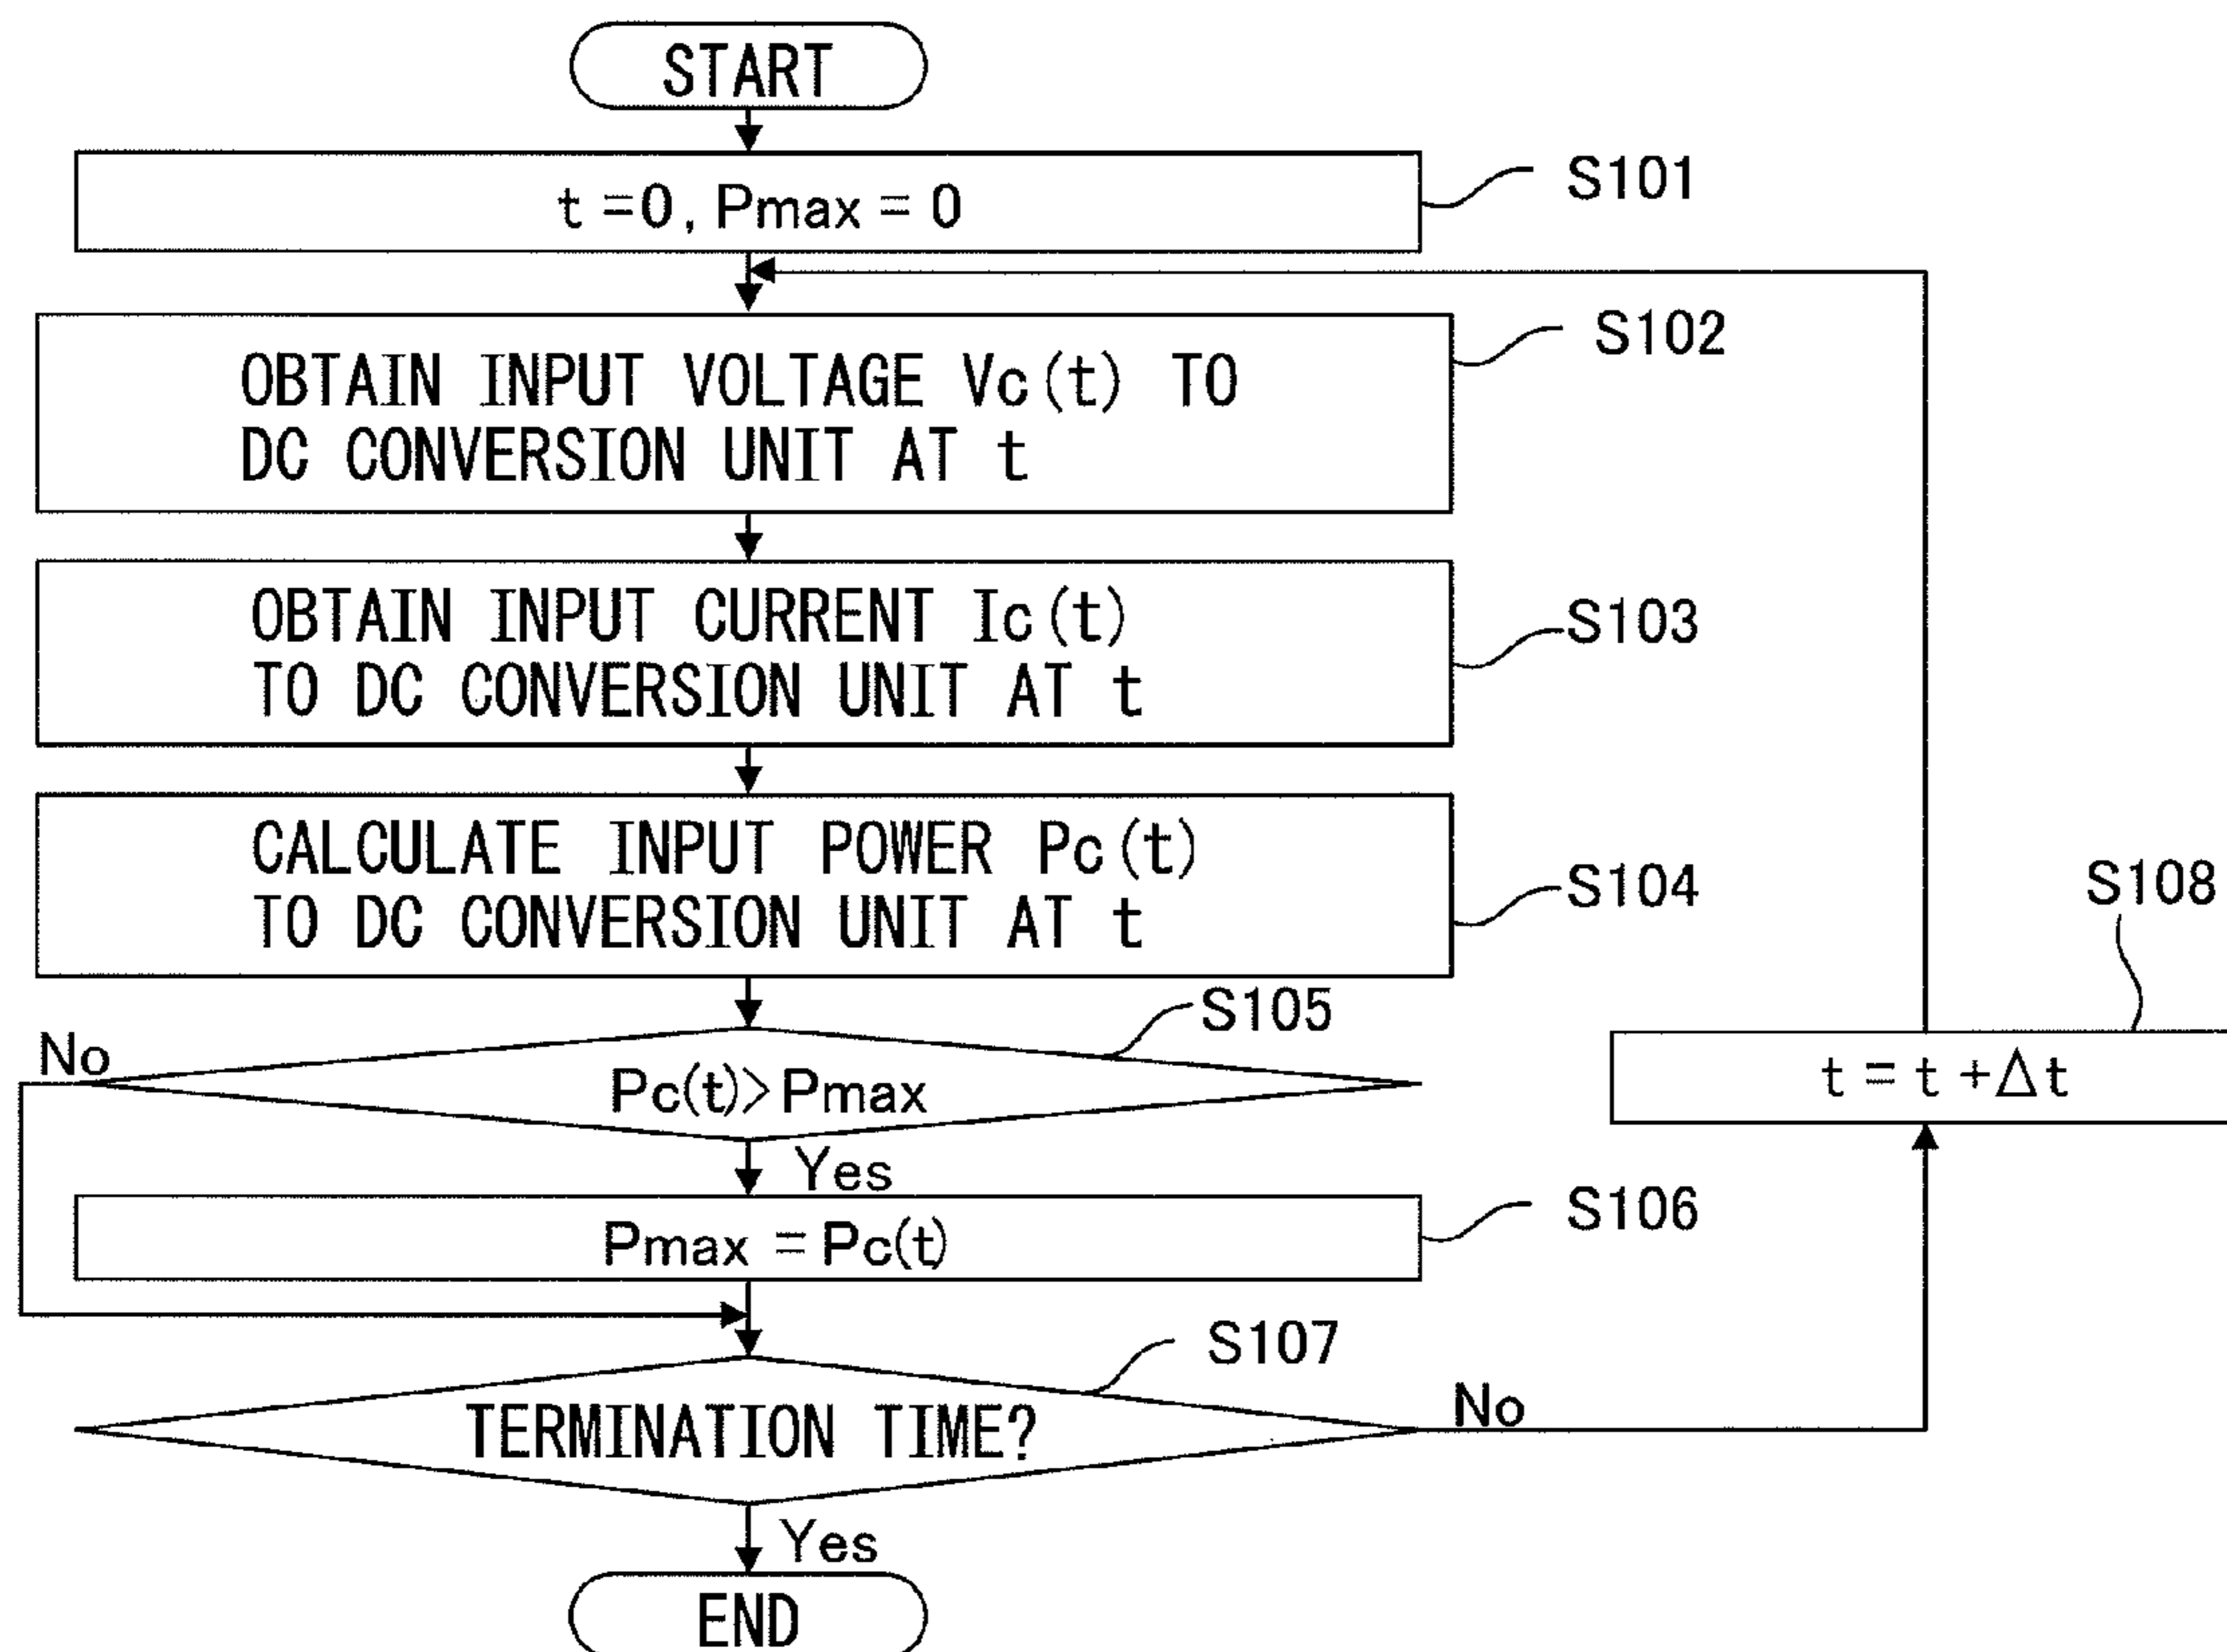 START
t=0, Pmax = 0
S101
OBTAIN INPUT VOLTAGE Vc(t) TO
DC CONVERSION UNIT AT t
S102
OBTAIN INPUT CURRENT Ic(t)
TO DC CONVERSION UNIT AT t
S103
CALCULATE INPUT POWER Pc(t)
TO DC CONVERSION UNIT AT t
S104
S108
S105
No
Pc(t)>Pmax
t=t+Δt
Yes
Pmax = Pc(t)
S106
S107
TERMINATION TIME?
No
Yes
END